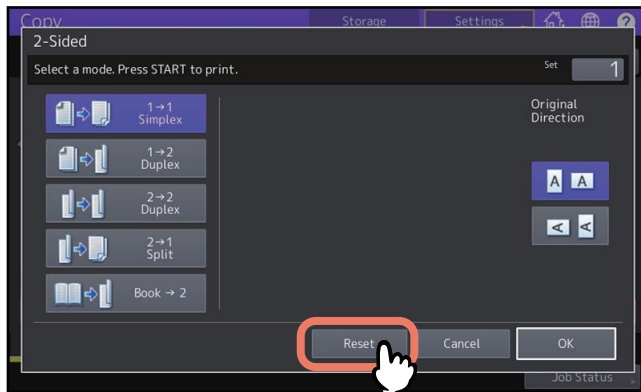 Copy
Storage
Settings
?
2-Sided
Select a mode. Press START to print.
Set
1
1→1
Simplex
1→2
Duplex
2→2
Duplex
2→1
Split
Book → 2
Original
Direction
A A
A A
Reset
Cancel
OK
Job Status